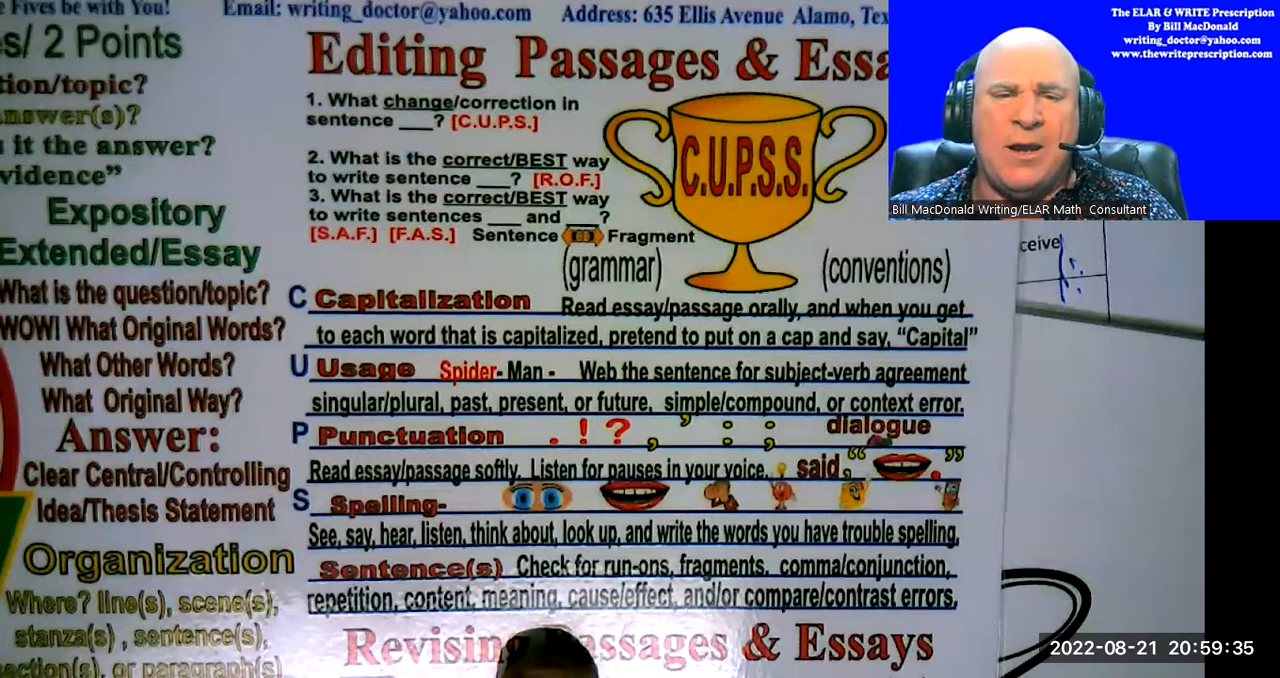 e Fives be with You!
Email: writing_doctor@yahoo.com
Address: 635 Ellis Avenue Alamo, Tex
s/ 2 Points
tion/topic?
nswer(s)?
it the answer?
vidence”
Expository
Extended/Essay
What is the question/topic?
WOW! What Original Words?
What Other Words?
What Original Way?
Answer:
Clear Central/Controlling
Idea/Thesis Statement
Organization
Where? line(s), scene(s),
stanza(s) , sentence(s),
ection(s), or paragraph(s)
Editing Passages & Essa
1. What change/correction in
sentence ___? [C.U.P.S.]
2. What is the correct/BEST way
to write sentence ___? [R.O.F.]
3. What is the correct/BEST way
to write sentences ___ and ___?
[S.A.F.] [F.A.S.] Sentence Fragment
C.U.P.S.S.
(grammar) (conventions)
C Capitalization Read essay/passage orally, and when you get
to each word that is capitalized, pretend to put on a cap and say, “Capital”
U Usage Spider-Man - Web the sentence for subject-verb agreement
singular/plural, past, present, or future, simple/compound, or context error.
P Punctuation . ! ? , ’ : ; dialogue
Read essay/passage softly. Listen for pauses in your voice. said,“ .”
S Spelling-
See, say, hear, listen, think about, look up, and write the words you have trouble spelling.
Sentence(s) Check for run-ons, fragments, comma/conjunction,
repetition, content, meaning, cause/effect, and/or compare/contrast errors.
Revising Passages & Essays
The ELAR & WRITE Prescription
By Bill MacDonald
writing_doctor@yahoo.com
www.thewriteprescription.com
Bill MacDonald Writing/ELAR Math Consultant
ceive
2022-08-21 20:59:35